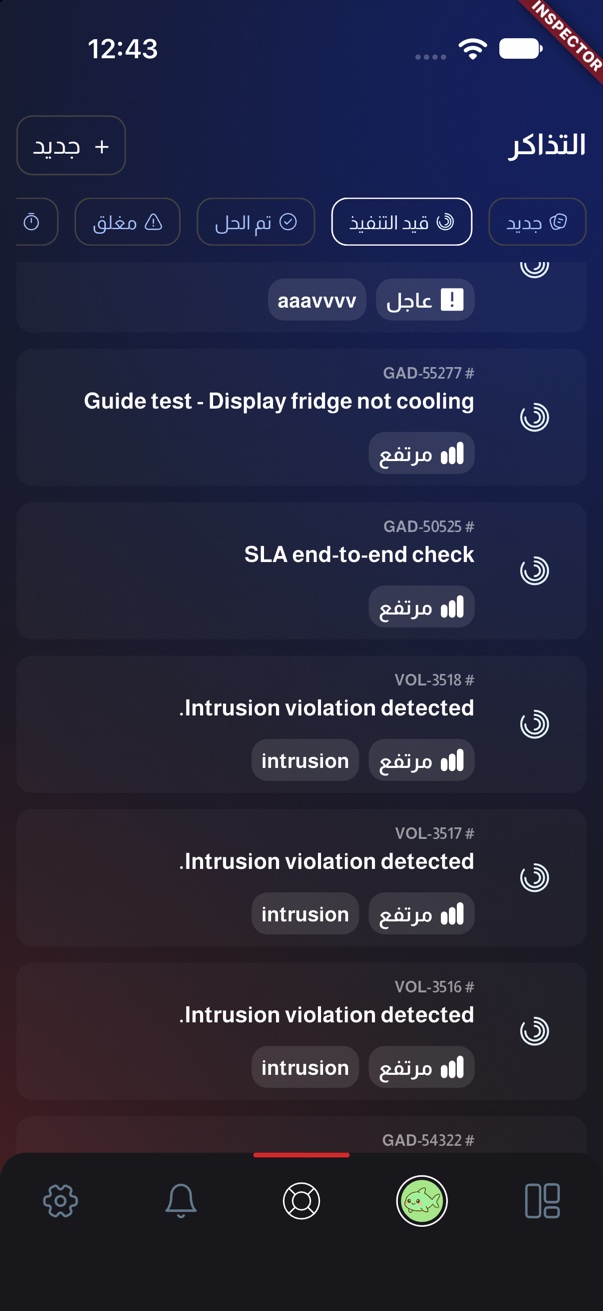 12:43
INSPECTOR
التذاكر
+ جديد
جديد
قيد التنفيذ
تم الحل
مغلق
عاجل aaavvvv
# GAD-55277
Guide test - Display fridge not cooling
مرتفع
# GAD-50525
SLA end-to-end check
مرتفع
# VOL-3518
Intrusion violation detected.
مرتفع intrusion
# VOL-3517
Intrusion violation detected.
مرتفع intrusion
# VOL-3516
Intrusion violation detected.
مرتفع intrusion
# GAD-54322